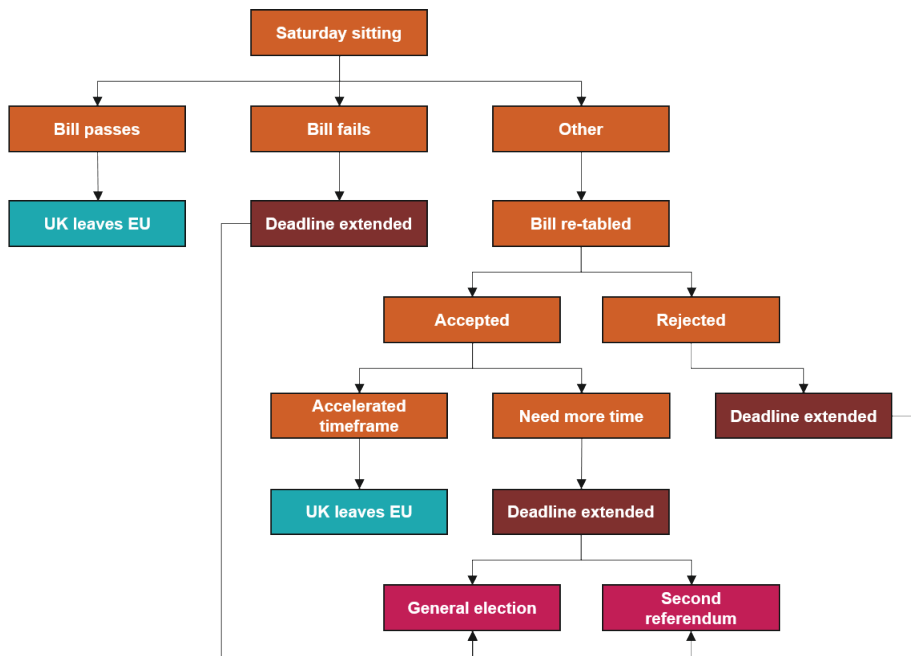 Saturday sitting
Bill passes
Bill fails
Other
UK leaves EU
Deadline extended
Bill re-tabled
Accepted
Rejected
Accelerated
timeframe
Need more time
Deadline extended
UK leaves EU
Deadline extended
General election
Second
referendum